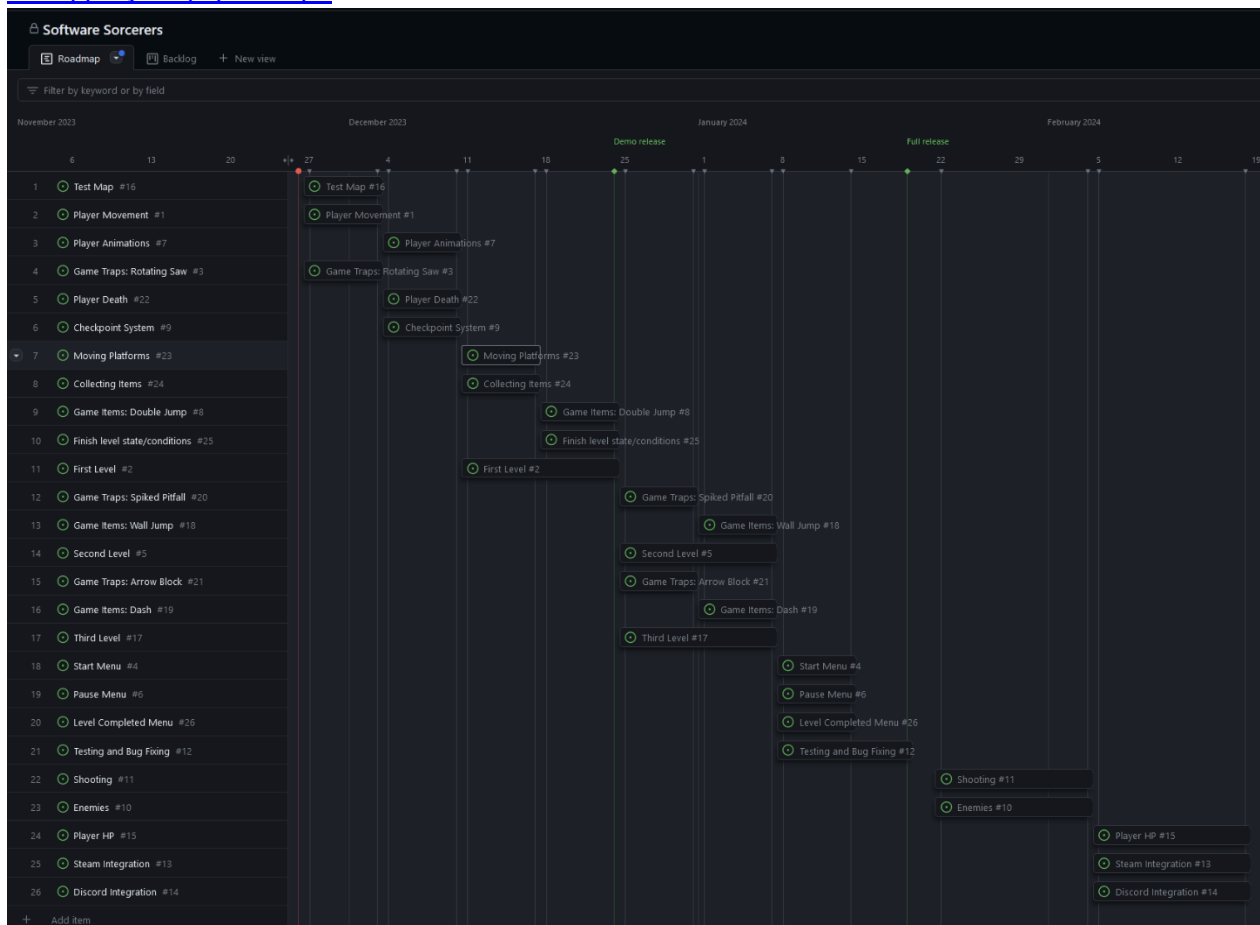 Software Sorcerers
Roadmap Backlog + New view
Filter by keyword or by field
November 2023 December 2023 January 2024 February 2024
Demo release Full release
6 13 20 27 4 11 18 25 1 8 15 22 29 5 12 19
1 Test Map #16 Test Map #16
2 Player Movement #1 Player Movement #1
3 Player Animations #7 Player Animations #7
4 Game Traps: Rotating Saw #3 Game Traps: Rotating Saw #3
5 Player Death #22 Player Death #22
6 Checkpoint System #9 Checkpoint System #9
7 Moving Platforms #23 Moving Platforms #23
8 Collecting Items #24 Collecting Items #24
9 Game Items: Double Jump #8 Game Items: Double Jump #8
10 Finish level state/conditions #25 Finish level state/conditions #25
11 First Level #2 First Level #2
12 Game Traps: Spiked Pitfall #20 Game Traps: Spiked Pitfall #20
13 Game Items: Wall Jump #18 Game Items: Wall Jump #18
14 Second Level #5 Second Level #5
15 Game Traps: Arrow Block #21 Game Traps: Arrow Block #21
16 Game Items: Dash #19 Game Items: Dash #19
17 Third Level #17 Third Level #17
18 Start Menu #4 Start Menu #4
19 Pause Menu #6 Pause Menu #6
20 Level Completed Menu #26 Level Completed Menu #26
21 Testing and Bug Fixing #12 Testing and Bug Fixing #12
22 Shooting #11 Shooting #11
23 Enemies #10 Enemies #10
24 Player HP #15 Player HP #15
25 Steam Integration #13 Steam Integration #13
26 Discord Integration #14 Discord Integration #14
+ Add item